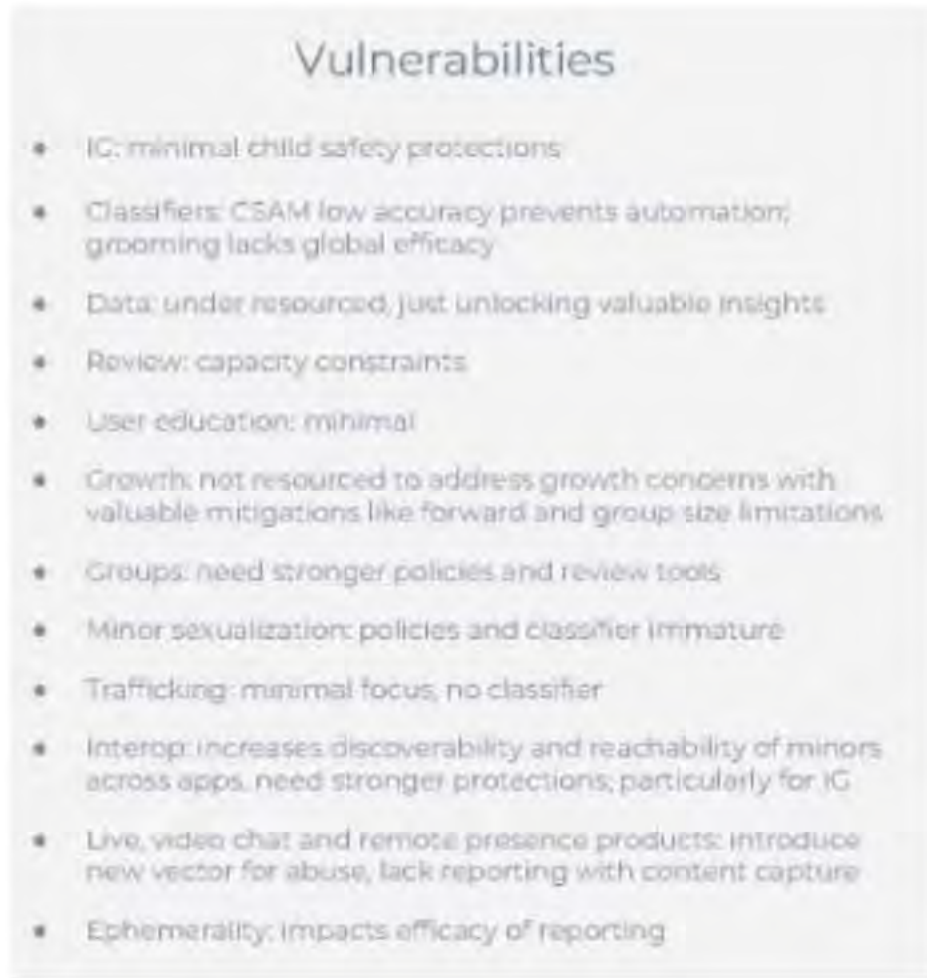 Vulnerabilities
• IG: minimal child safety protections
• Classifiers: CSAM low accuracy prevents automation;
grooming lacks global efficacy
• Data: under resourced, just unlocking valuable insights
• Review: capacity constraints
• User education: minimal
• Growth: not resourced to address growth concerns with
valuable mitigations like forward and group size limitations
• Groups: need stronger policies and review tools
• Minor sexualization: policies and classifier immature
• Trafficking: minimal focus, no classifier
• Interop: increases discoverability and reachability of minors
across apps, need stronger protections, particularly for IG
• Live, video chat and remote presence products: introduce
new vector for abuse, lack reporting with content capture
• Ephemerality: impacts efficacy of reporting